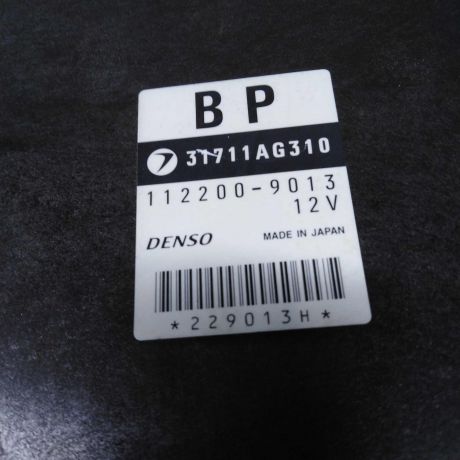 BP
31711AG310
112200-9013
12V
DENSO MADE IN JAPAN
*229013H*